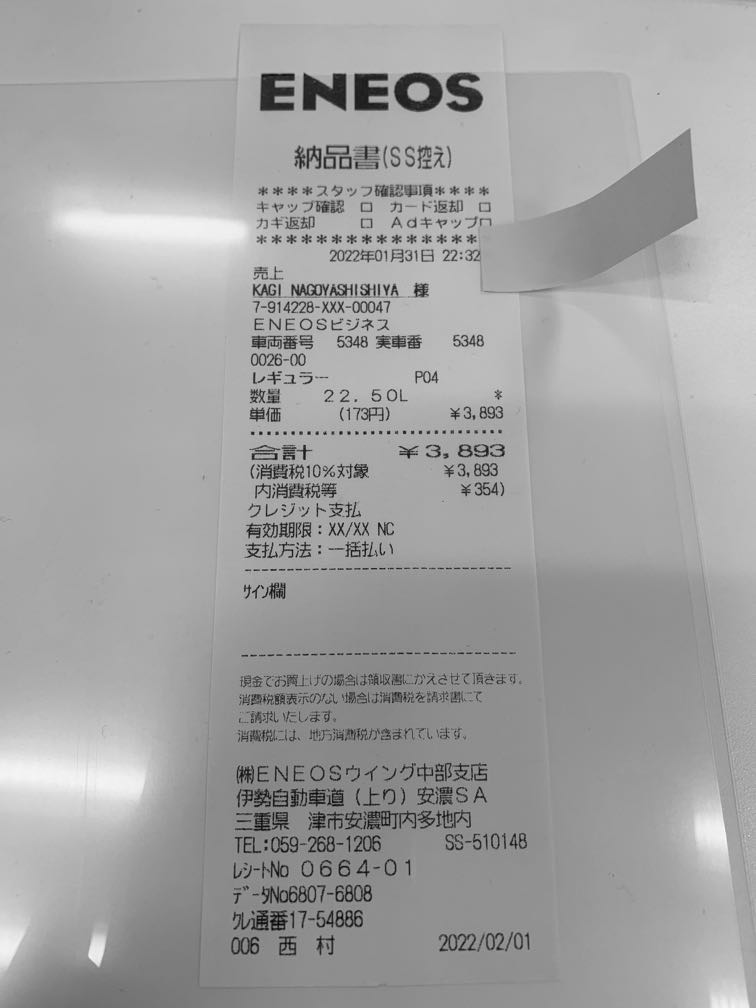 ENEOS
納品書(SS控え)
****スタッフ確認事項****
キャップ確認 □ カード返却 □
カギ返却 □ Adキャップ□
****************
2022年01月31日 22:32
売上
KAGI NAGOYASHISHIYA 様
7-914228-XXX-00047
ENEOSビジネス
車両番号 5348 実車番 5348
0026-00
レギュラー P04
数量 22.50L *
単価 (173円) ¥3,893
合計 ¥3,893
(消費税10%対象 ¥3,893
内消費税等 ¥354)
クレジット支払
有効期限:XX/XX NC
支払方法:一括払い
サイン欄
現金でお買上げの場合は領収書にかえさせて頂きます。
消費税額表示のない場合は消費税を請求書にて
ご請求いたします。
消費税には、地方消費税が含まれています。
㈱ENEOSウイング中部支店
伊勢自動車道(上り)安濃SA
三重県 津市安濃町内多地内
TEL:059-268-1206 SS-510148
レシートNo 0664-01
データNo6807-6808
クレ通番17-54886
006 西村 2022/02/01